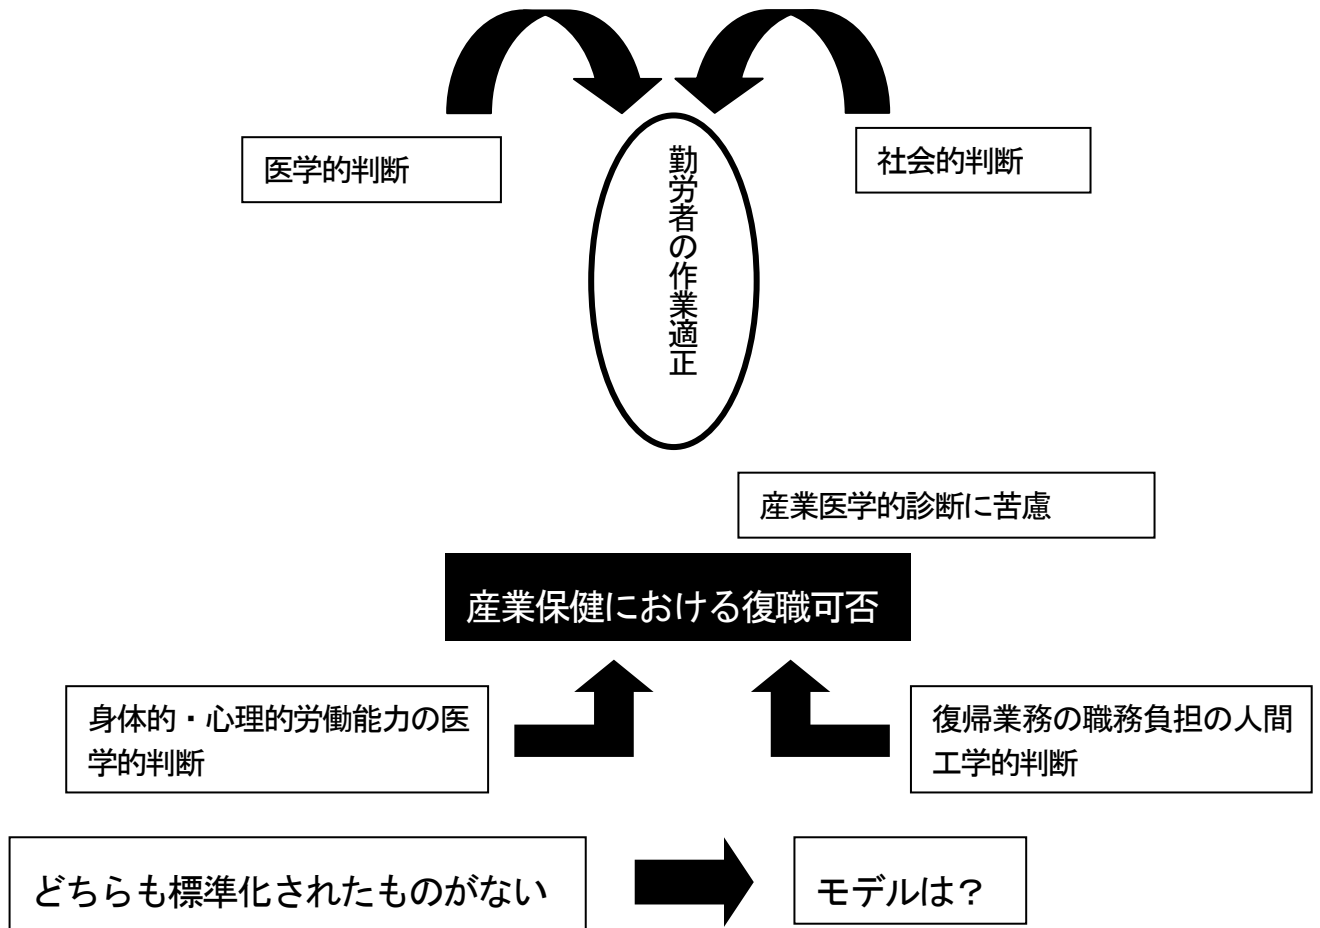 医学的判断
社会的判断
勤労者の作業適正
産業医学的診断に苦慮
産業保健における復職可否
身体的・心理的労働能力の医
学的判断
復帰業務の職務負担の人間
工学的判断
どちらも標準化されたものがない
モデルは？